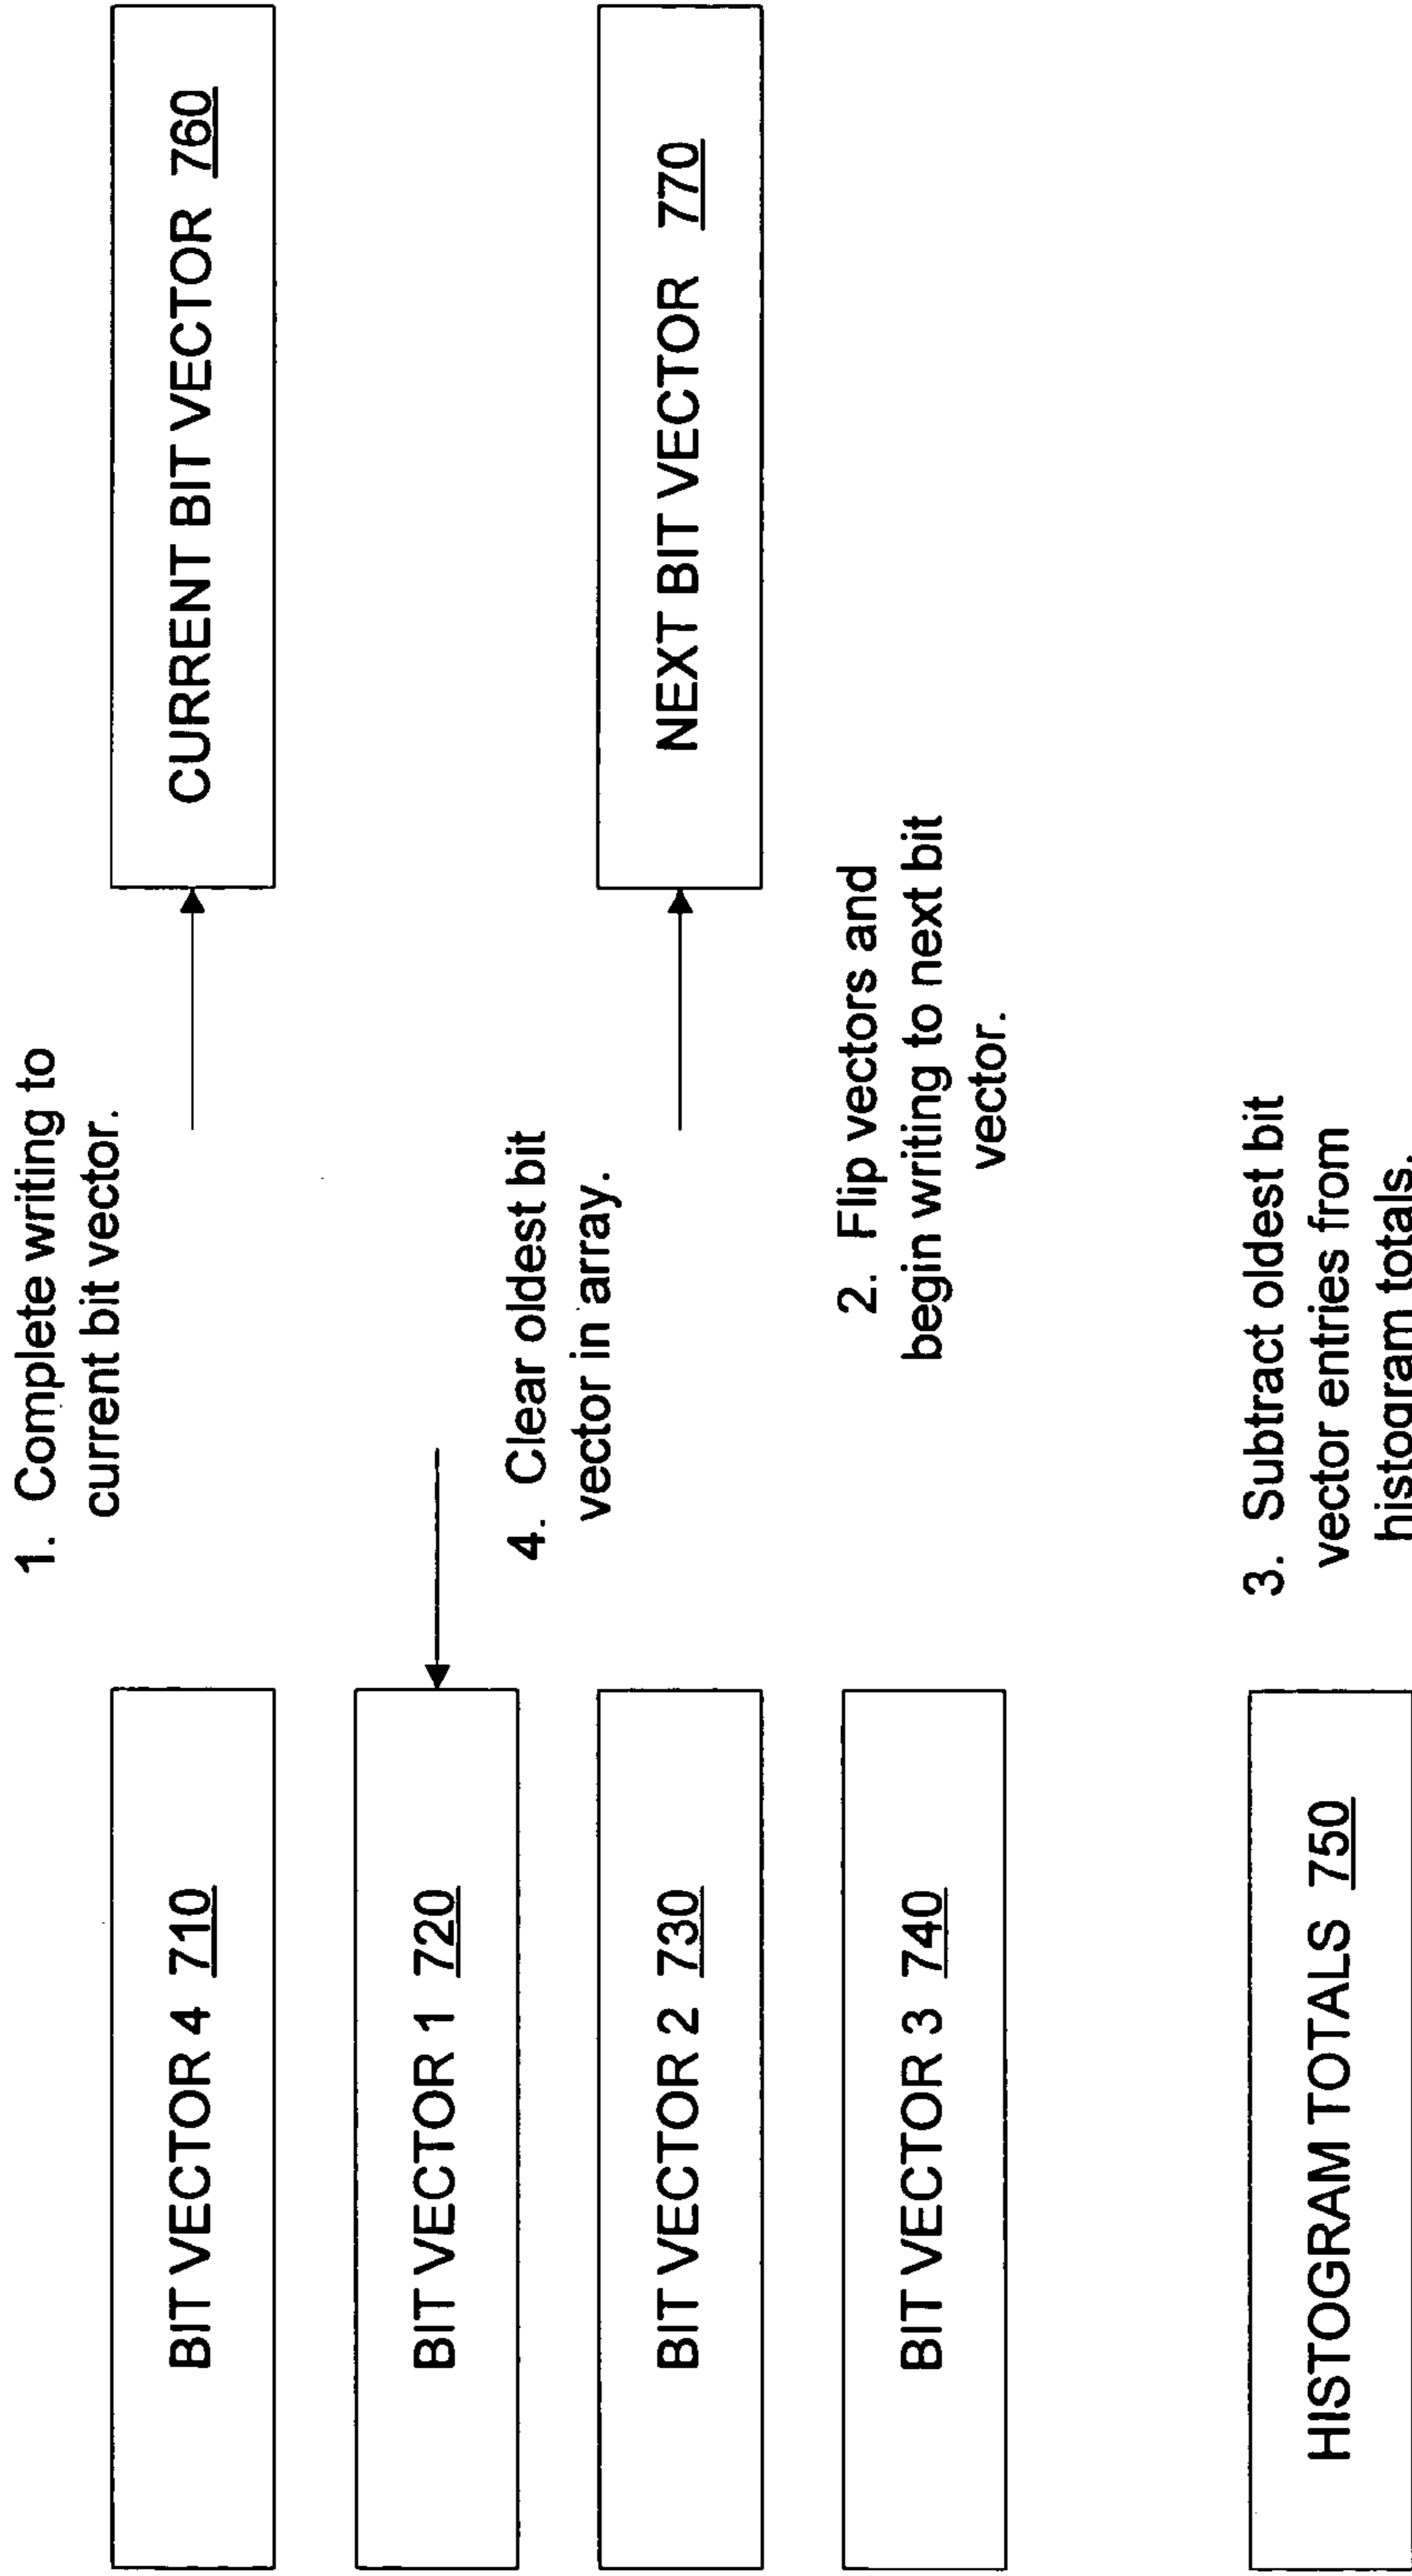 1. Complete writing to
current bit vector.
BIT VECTOR 4 710
CURRENT BIT VECTOR 760
BIT VECTOR 1 720
4. Clear oldest bit
vector in array.
BIT VECTOR 2 730
NEXT BIT VECTOR 770
BIT VECTOR 3 740
2. Flip vectors and
begin writing to next bit
vector.
HISTOGRAM TOTALS 750
3. Subtract oldest bit
vector entries from
histogram totals.